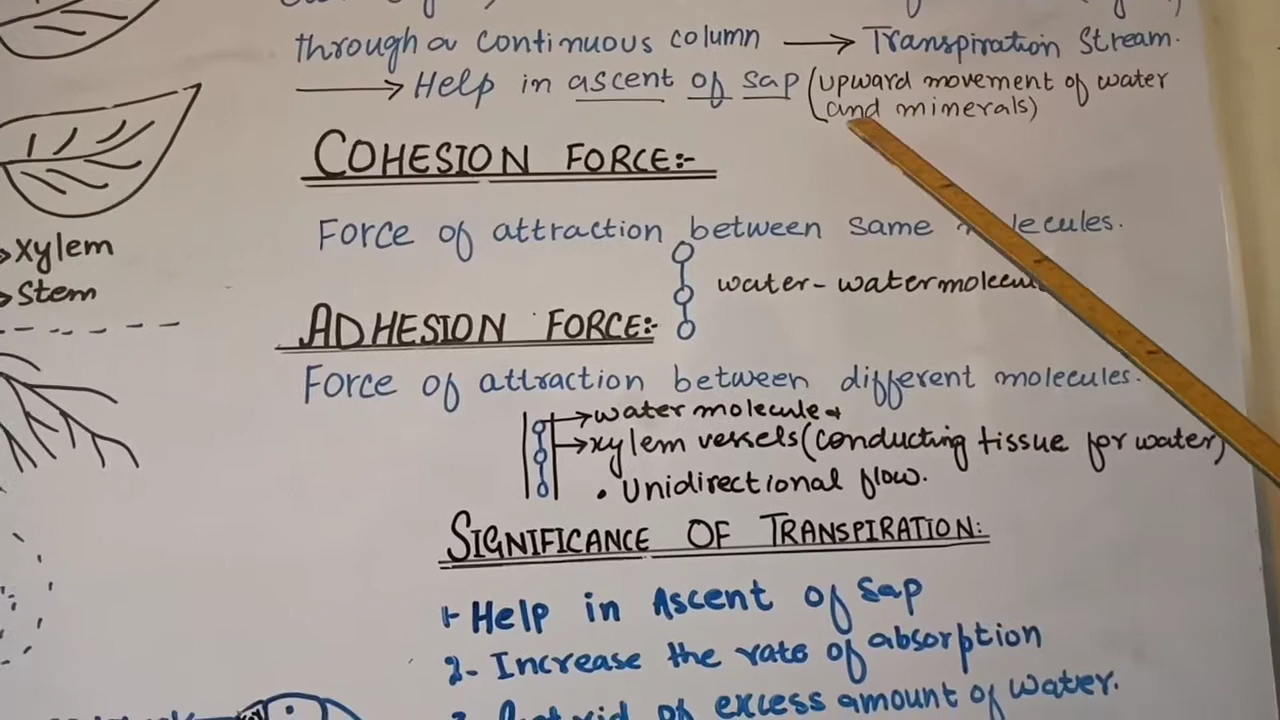 through a continuous column → Transpiration Stream.
→ Help in ascent of sap (upward movement of water
and minerals)
COHESION FORCE:-
Force of attraction between same
water-water
Xylem
Stem
ADHESION FORCE:-
Force of attraction between different molecules.
→ water molecule
→ xylem vessels (conducting tissue for water)
• Unidirectional flow.
SIGNIFICANCE OF TRANSPIRATION:
1- Help in Ascent of Sap
2- Increase the rate of absorption
of excess amount of water.